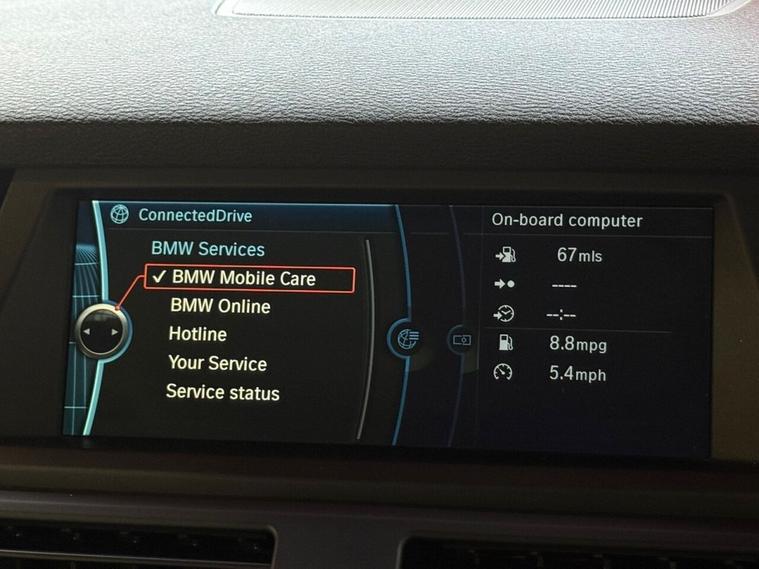 ConnectedDrive
BMW Services
✓ BMW Mobile Care
BMW Online
Hotline
Your Service
Service status
On-board computer
67mls
----
--:--
8.8mpg
5.4mph